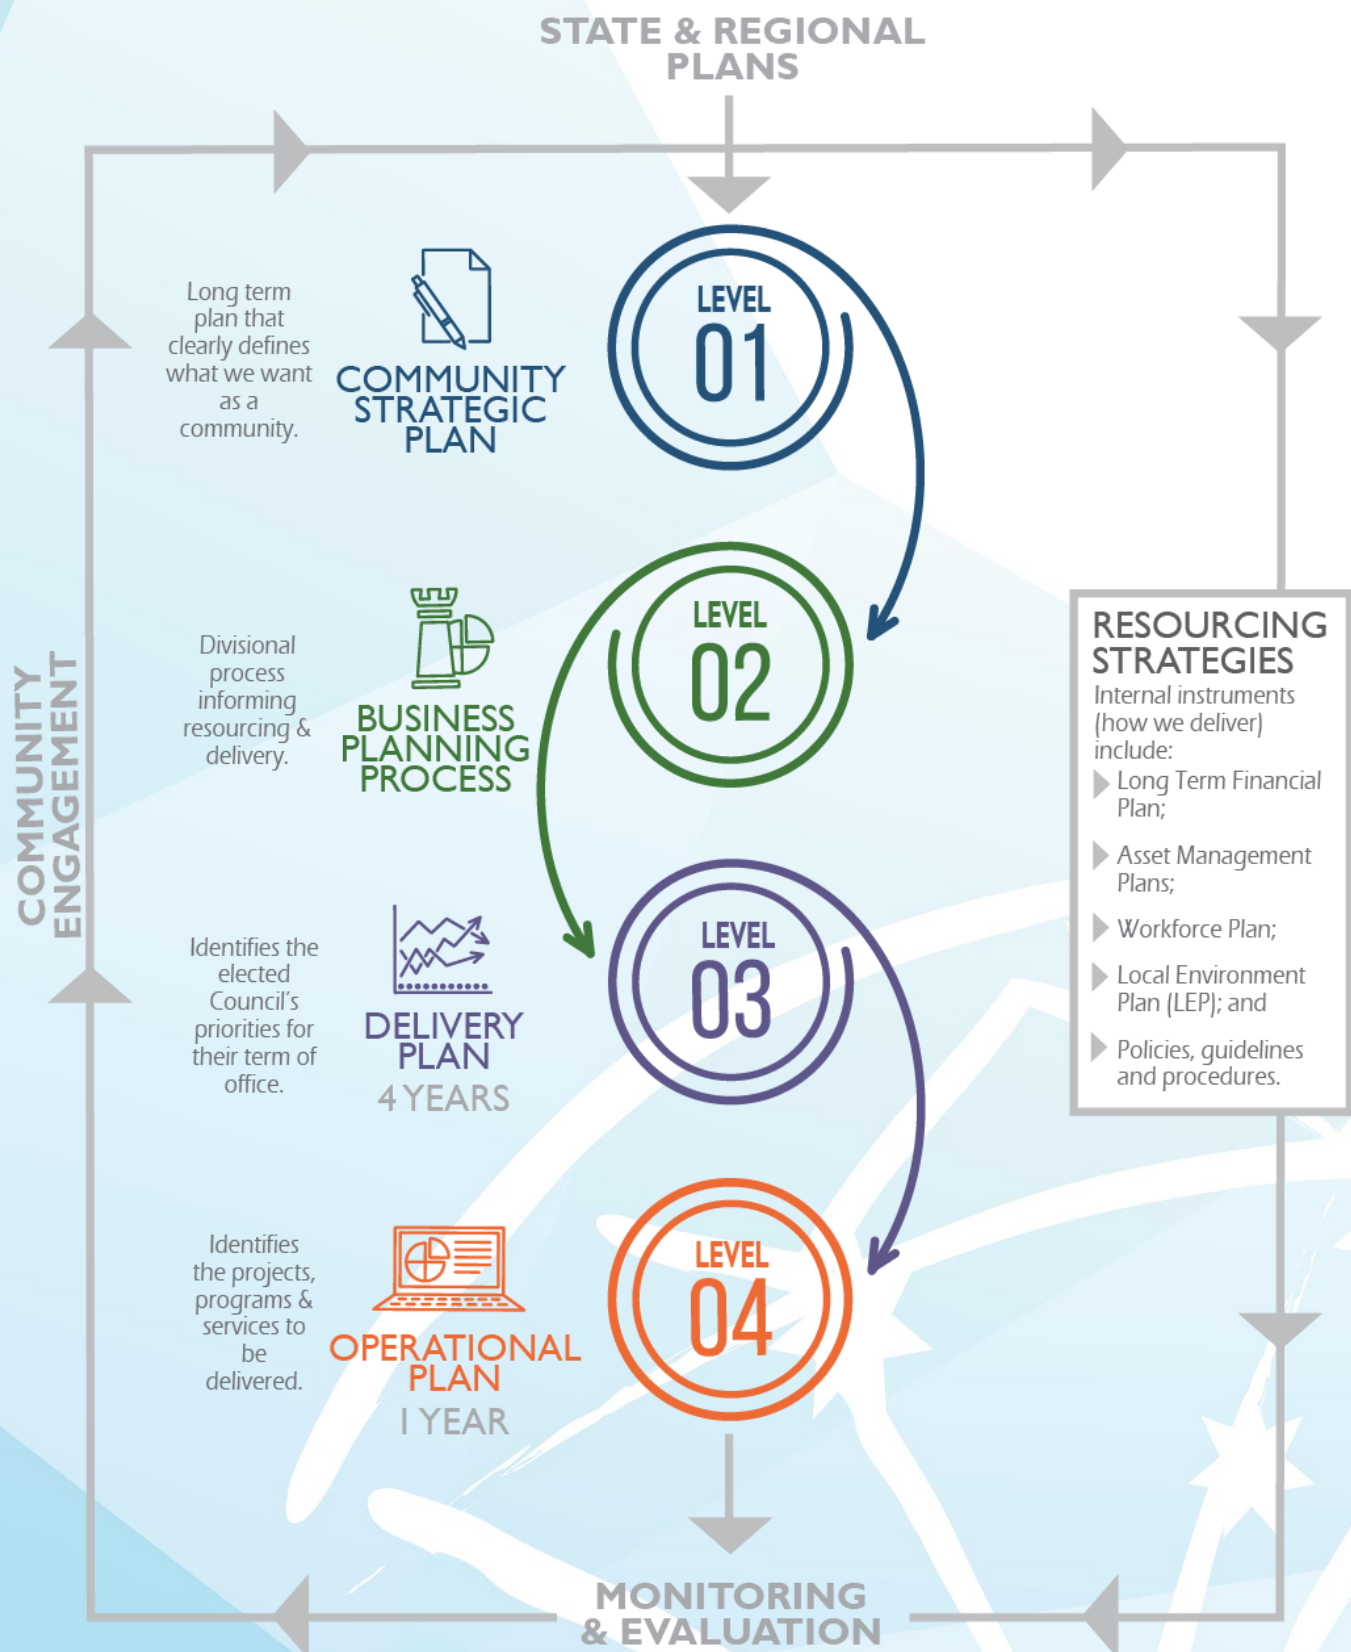 STATE & REGIONAL
PLANS
LEVEL
01
Long term
plan that
clearly defines
what we want
as a
community.
COMMUNITY
STRATEGIC
PLAN
LEVEL
02
Divisional
process
informing
resourcing &
delivery.
BUSINESS
PLANNING
PROCESS
COMMUNITY
ENGAGEMENT
RESOURCING
STRATEGIES
Internal instruments
(how we deliver)
include:
Long Term Financial
Plan;
Asset Management
Plans;
Workforce Plan;
Local Environment
Plan (LEP); and
Policies, guidelines
and procedures.
LEVEL
03
Identifies the
elected
Council's
priorities for
their term of
office.
DELIVERY
PLAN
4 YEARS
LEVEL
04
Identifies
the projects,
programs &
services to
be
delivered.
OPERATIONAL
PLAN
1 YEAR
MONITORING
& EVALUATION